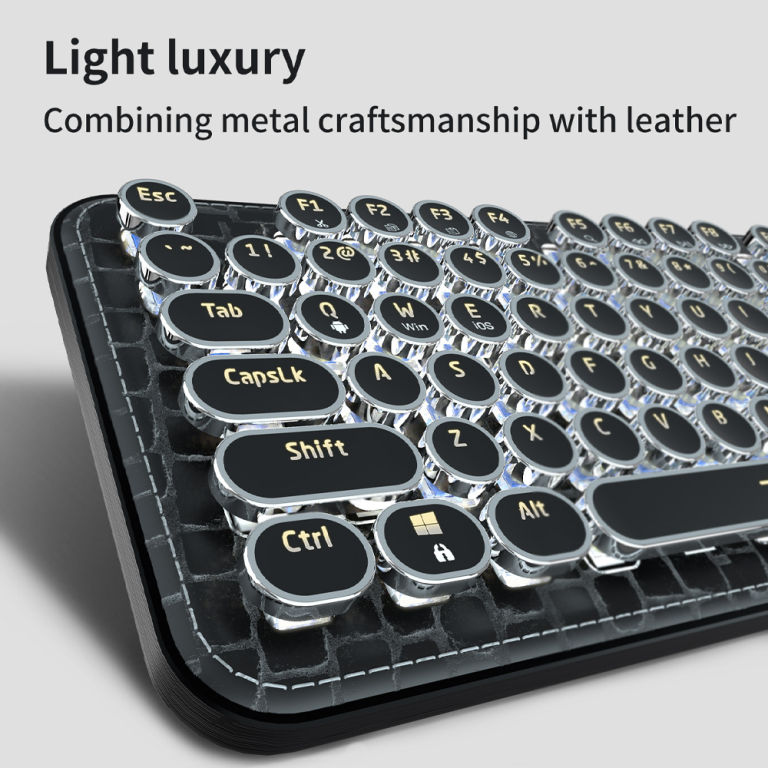 Light luxury
Combining metal craftsmanship with leather
Esc F1 F2 F3 F4 F5 F6 F7 F8
` ~ 1! 2@ 3# 4$ 5% 6^ 7& 8* 9(
Tab Q W E R T Y U I
Win iOS
CapsLk A S D F G H
Shift Z X C V B
Ctrl Alt